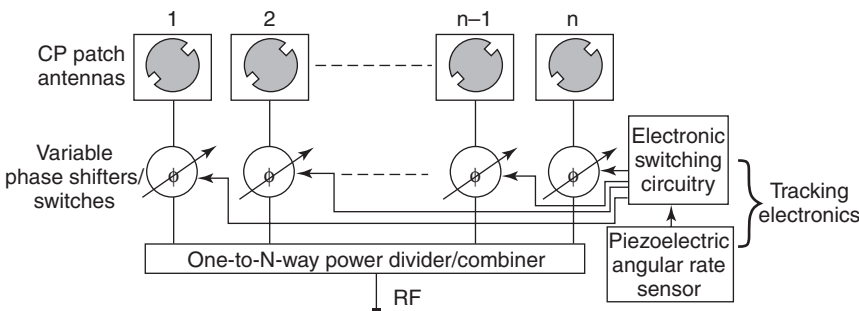 1
2
n–1
n
CP patch
antennas
Variable
phase shifters/
switches
ϕ
ϕ
ϕ
ϕ
Electronic
switching
circuitry
Tracking
electronics
Piezoelectric
angular rate
sensor
One-to-N-way power divider/combiner
RF